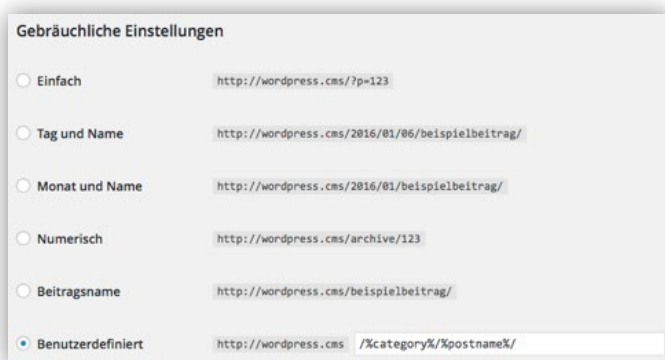 Gebräuchliche Einstellungen
Einfach http://wordpress.cms/?p=123
Tag und Name http://wordpress.cms/2016/01/06/beispielbeitrag/
Monat und Name http://wordpress.cms/2016/01/beispielbeitrag/
Numerisch http://wordpress.cms/archive/123
Beitragsname http://wordpress.cms/beispielbeitrag/
Benutzerdefiniert http://wordpress.cms /%category%/%postname%/